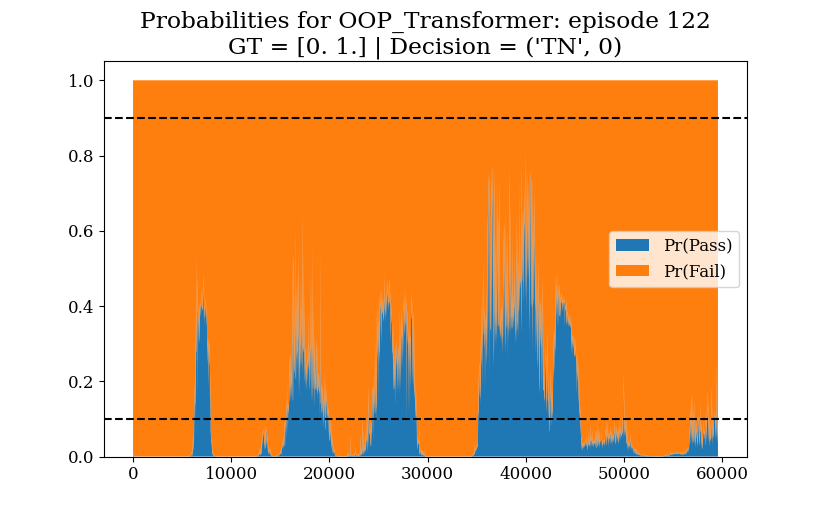 Probabilities for OOP_Transformer: episode 122
GT = [0. 1.] | Decision = ('TN', 0)
1.0
0.8
0.6
0.4
0.2
0.0
Pr(Pass)
Pr(Fail)
0 10000 20000 30000 40000 50000 60000